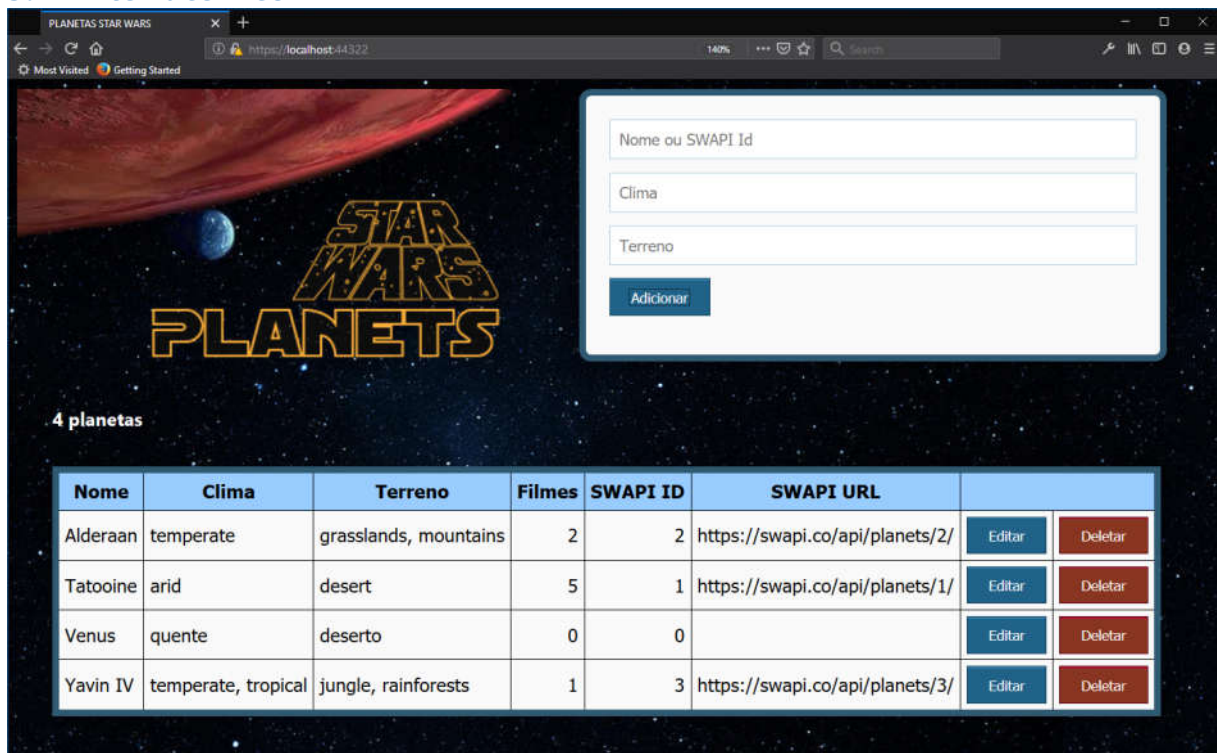 PLANETAS STAR WARS
https://localhost:44322
140%
Search
Most Visited Getting Started
STAR
WARS
PLANETS
Nome ou SWAPI Id
Clima
Terreno
Adicionar
4 planetas
Nome Clima Terreno Filmes SWAPI ID SWAPI URL
Alderaan temperate grasslands, mountains 2 2 https://swapi.co/api/planets/2/ Editar Deletar
Tatooine arid desert 5 1 https://swapi.co/api/planets/1/ Editar Deletar
Venus quente deserto 0 0 Editar Deletar
Yavin IV temperate, tropical jungle, rainforests 1 3 https://swapi.co/api/planets/3/ Editar Deletar